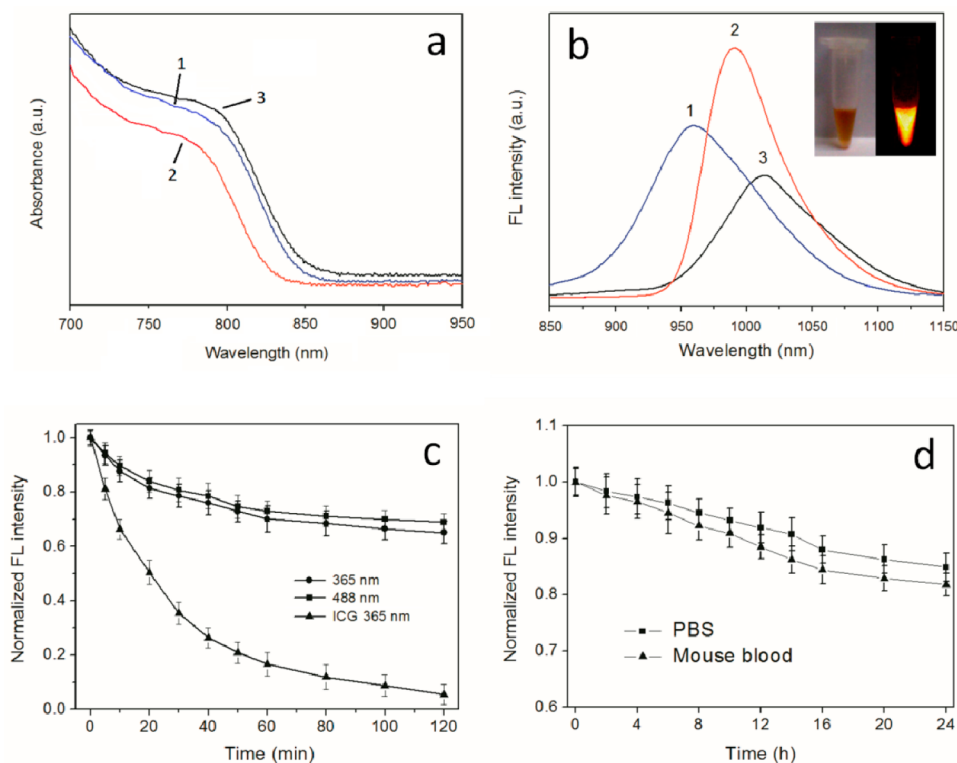 a
1
3
2
Absorbance (a.u.)
700 750 800 850 900 950
Wavelength (nm)
b
2
1
3
FL intensity (a.u.)
850 900 950 1000 1050 1100 1150
Wavelength (nm)
c
1.0
0.8
0.6
0.4
0.2
0.0
Normalized FL intensity
365 nm
488 nm
ICG 365 nm
0 20 40 60 80 100 120
Time (min)
d
1.1
1.0
0.9
0.8
0.7
0.6
Normalized FL intensity
PBS
Mouse blood
0 4 8 12 16 20 24
Time (h)